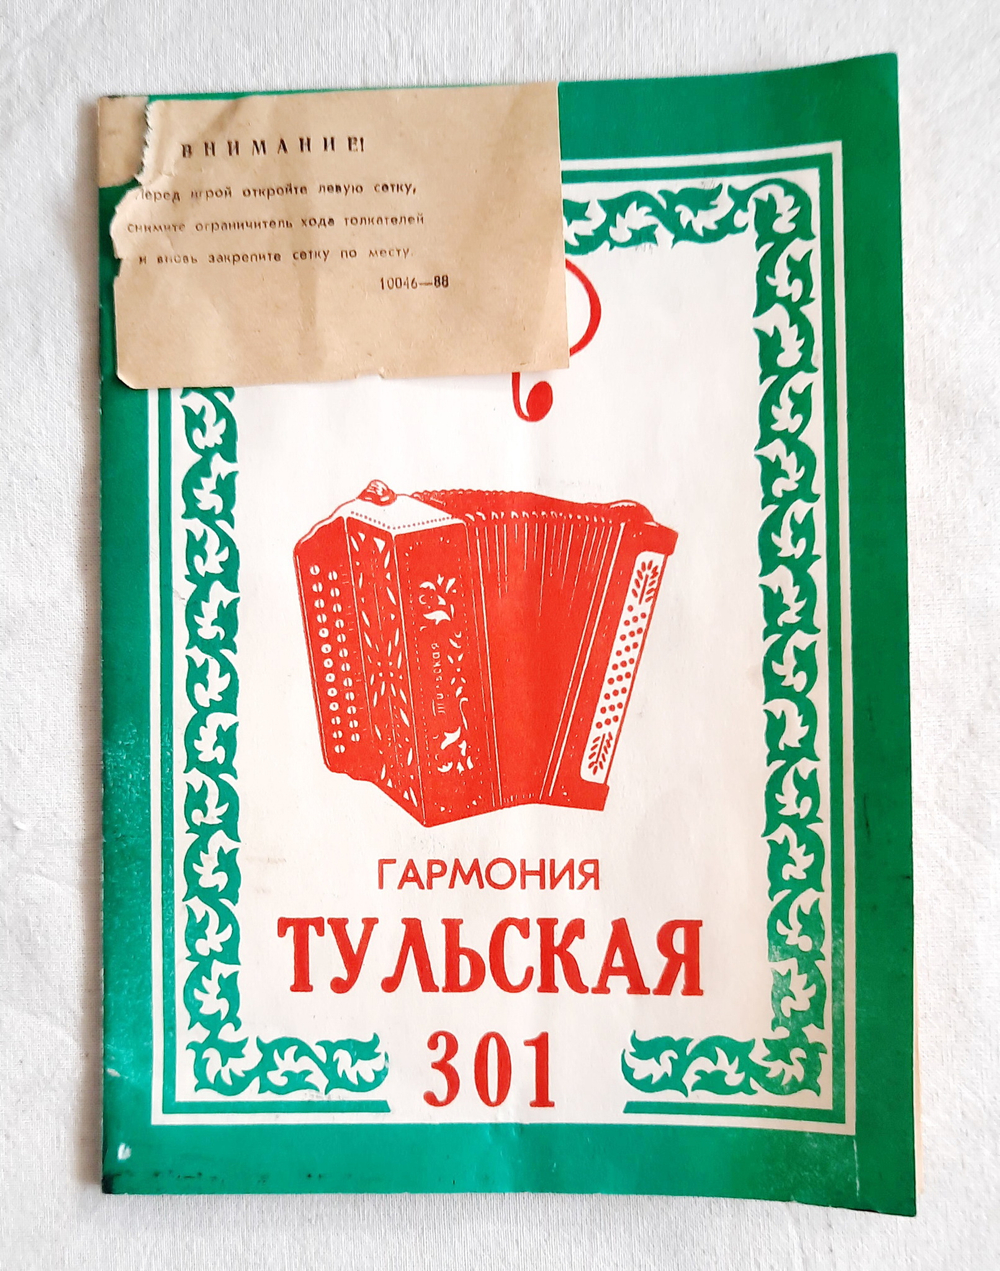 ВНИМАНИЕ!
Перед игрой откройте левую сетку,
снимите ограничитель хода толкателей
и вновь закрепите сетку по месту.
10046—88
Тульская
ГАРМОНИЯ
ТУЛЬСКАЯ
301